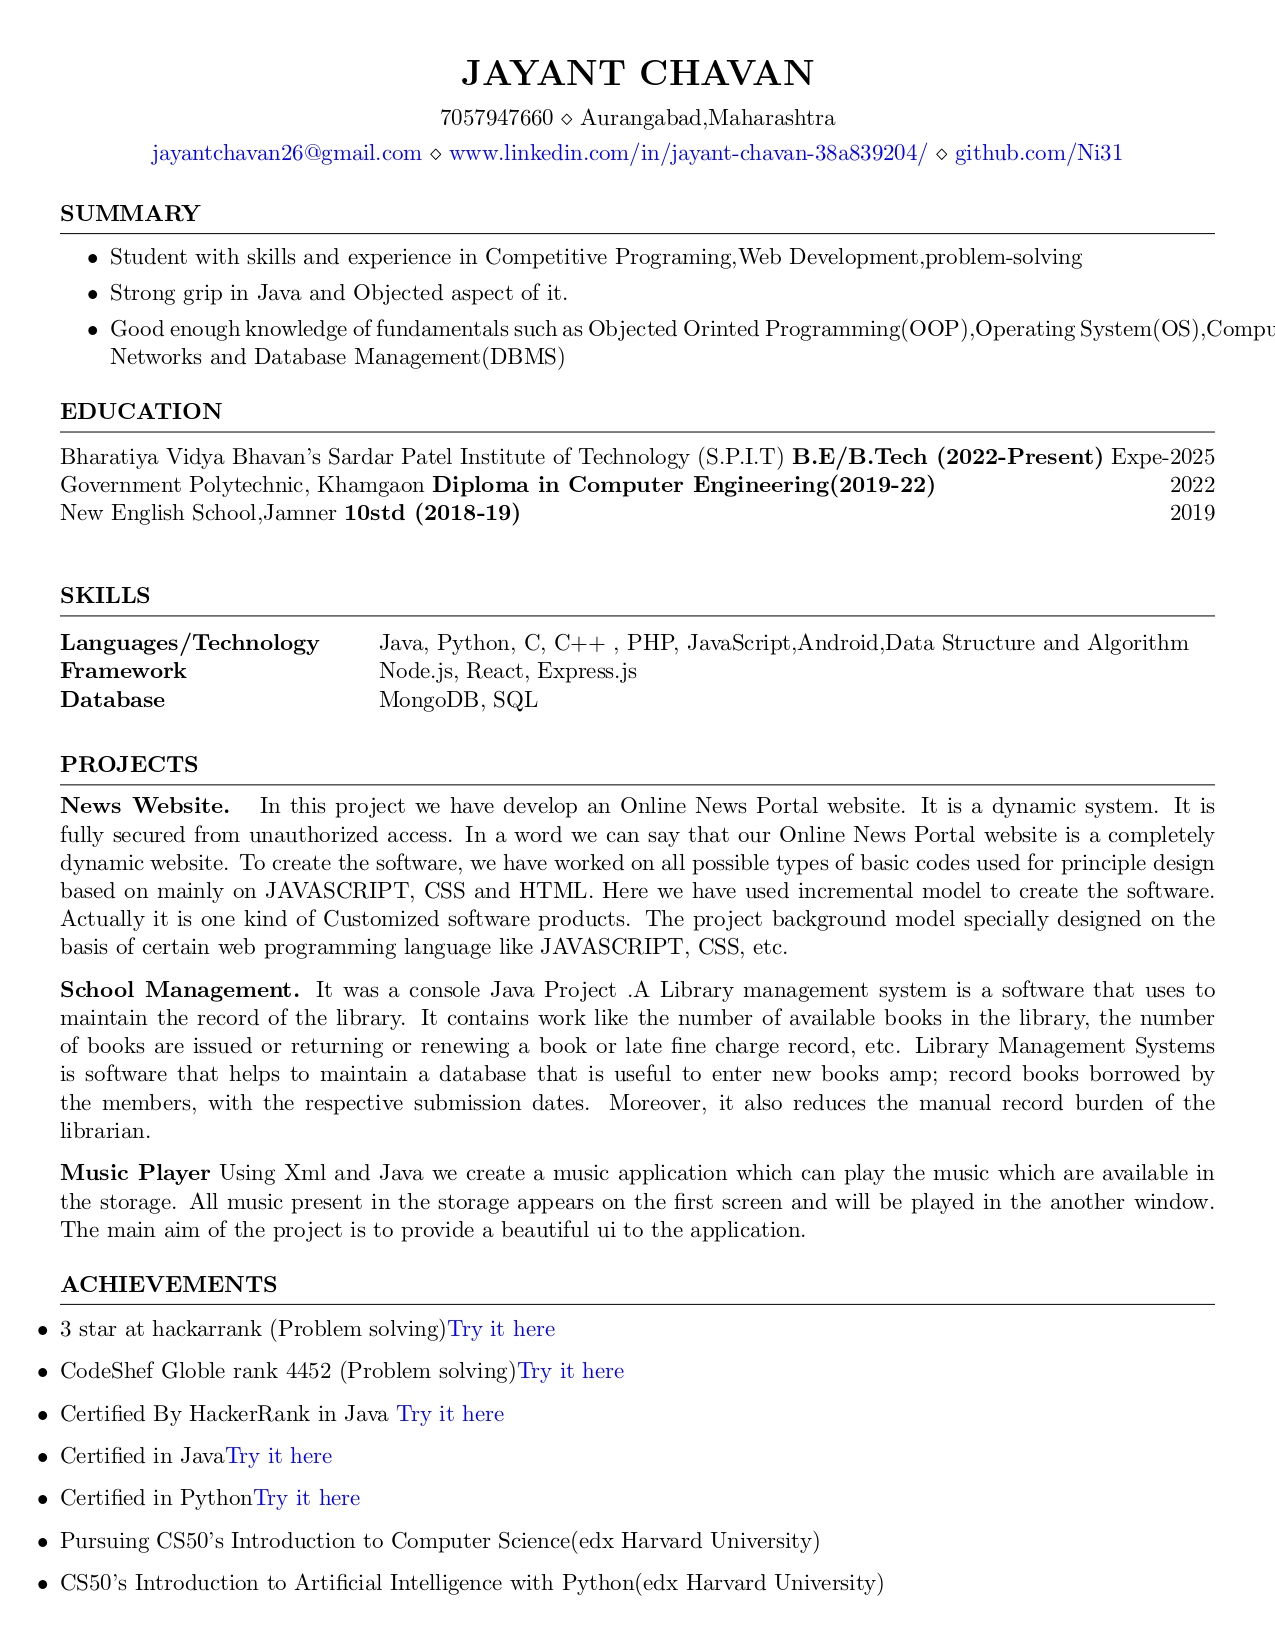 JAYANT CHAVAN
7057947660 ⋄ Aurangabad,Maharashtra
jayantchavan26@gmail.com ⋄ www.linkedin.com/in/jayant-chavan-38a839204/ ⋄ github.com/Ni31
SUMMARY
• Student with skills and experience in Competitive Programing,Web Development,problem-solving
• Strong grip in Java and Objected aspect of it.
• Good enough knowledge of fundamentals such as Objected Orinted Programming(OOP),Operating System(OS),Compu
Networks and Database Management(DBMS)
EDUCATION
Bharatiya Vidya Bhavan's Sardar Patel Institute of Technology (S.P.I.T) B.E/B.Tech (2022-Present) Expe-2025
Government Polytechnic, Khamgaon Diploma in Computer Engineering(2019-22) 2022
New English School,Jamner 10std (2018-19) 2019
SKILLS
Languages/Technology Java, Python, C, C++ , PHP, JavaScript,Android,Data Structure and Algorithm
Framework Node.js, React, Express.js
Database MongoDB, SQL
PROJECTS
News Website. In this project we have develop an Online News Portal website. It is a dynamic system. It is
fully secured from unauthorized access. In a word we can say that our Online News Portal website is a completely
dynamic website. To create the software, we have worked on all possible types of basic codes used for principle design
based on mainly on JAVASCRIPT, CSS and HTML. Here we have used incremental model to create the software.
Actually it is one kind of Customized software products. The project background model specially designed on the
basis of certain web programming language like JAVASCRIPT, CSS, etc.
School Management. It was a console Java Project .A Library management system is a software that uses to
maintain the record of the library. It contains work like the number of available books in the library, the number
of books are issued or returning or renewing a book or late fine charge record, etc. Library Management Systems
is software that helps to maintain a database that is useful to enter new books amp; record books borrowed by
the members, with the respective submission dates. Moreover, it also reduces the manual record burden of the
librarian.
Music Player Using Xml and Java we create a music application which can play the music which are available in
the storage. All music present in the storage appears on the first screen and will be played in the another window.
The main aim of the project is to provide a beautiful ui to the application.
ACHIEVEMENTS
• 3 star at hackarrank (Problem solving)Try it here
• CodeShef Globle rank 4452 (Problem solving)Try it here
• Certified By HackerRank in Java Try it here
• Certified in JavaTry it here
• Certified in PythonTry it here
• Pursuing CS50's Introduction to Computer Science(edx Harvard University)
• CS50's Introduction to Artificial Intelligence with Python(edx Harvard University)